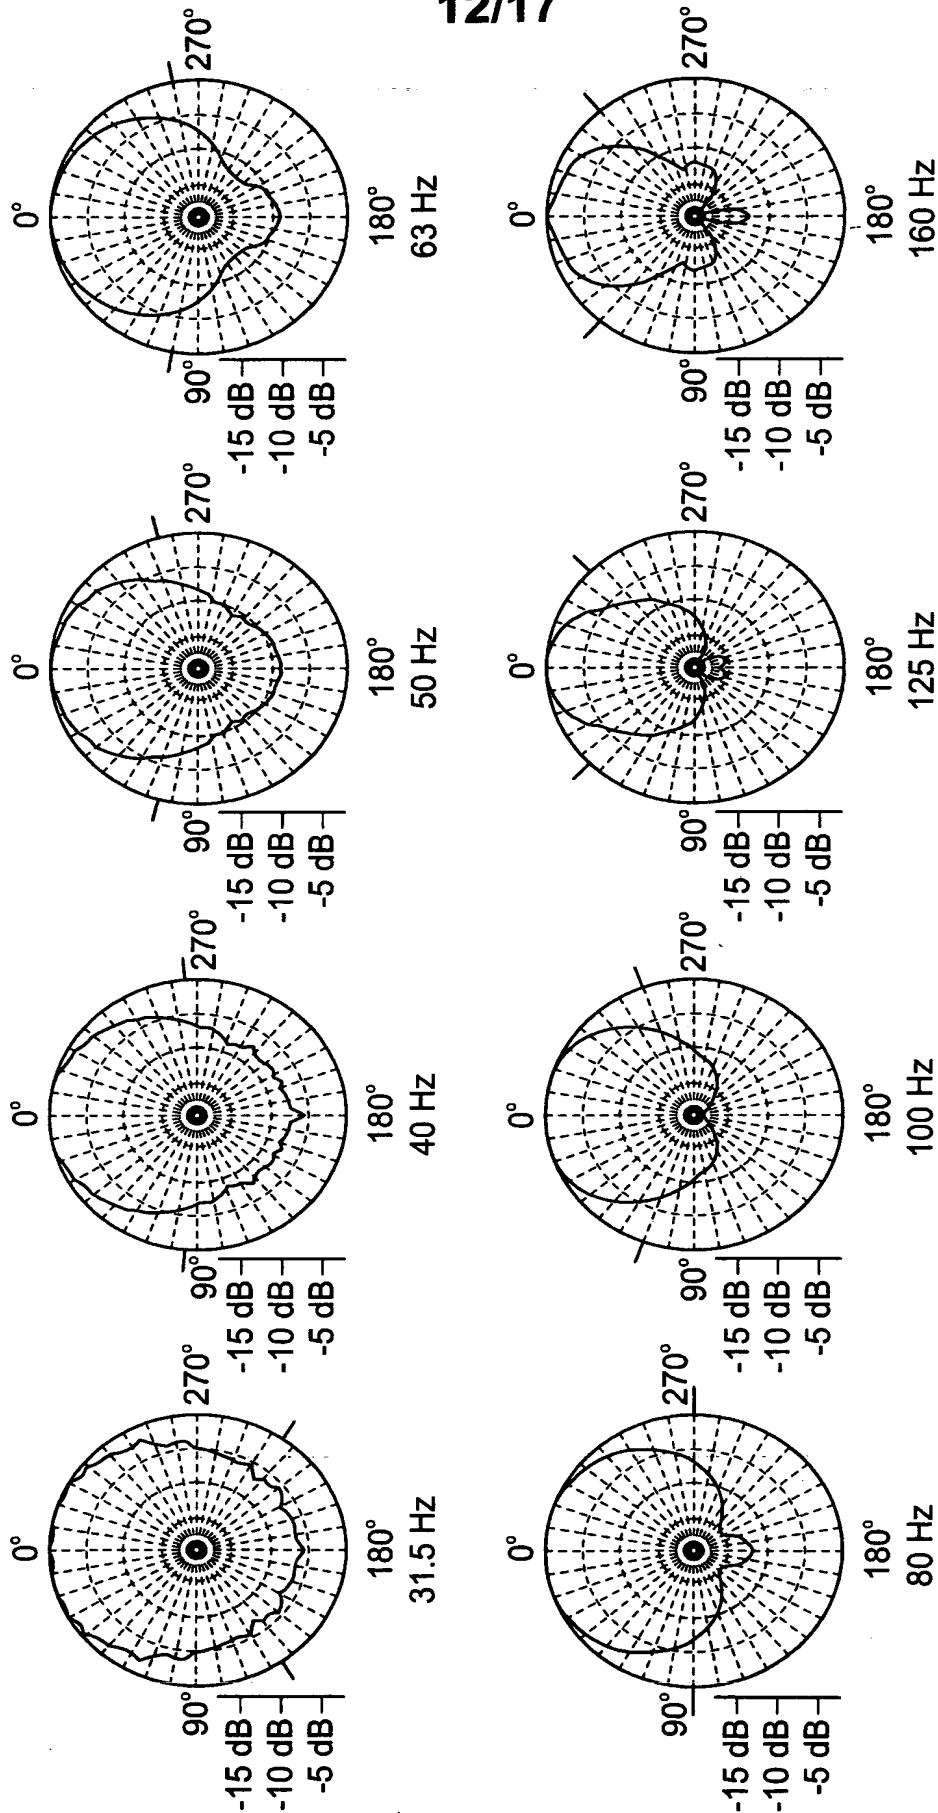 12/17
0°
90°
270°
-15 dB
-10 dB
-5 dB
180°
31.5 Hz
0°
90°
270°
-15 dB
-10 dB
-5 dB
180°
40 Hz
0°
90°
270°
-15 dB
-10 dB
-5 dB
180°
50 Hz
0°
90°
270°
-15 dB
-10 dB
-5 dB
180°
63 Hz
0°
90°
270°
-15 dB
-10 dB
-5 dB
180°
80 Hz
0°
90°
270°
-15 dB
-10 dB
-5 dB
180°
100 Hz
0°
90°
270°
-15 dB
-10 dB
-5 dB
180°
125 Hz
0°
90°
270°
-15 dB
-10 dB
-5 dB
180°
160 Hz